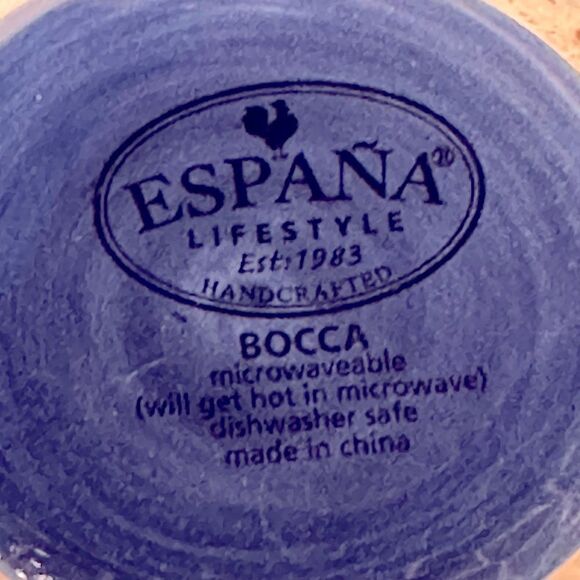 ESPAÑA
LIFESTYLE
Est:1983
HANDCRAFTED
BOCCA
microwaveable
(will get hot in microwave)
dishwasher safe
made in china